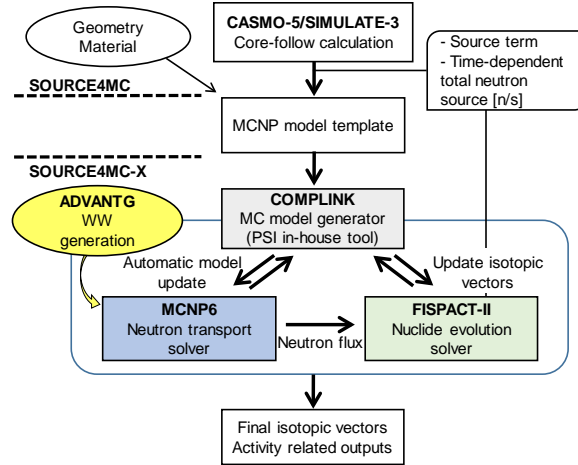 Geometry
Material
CASMO-5/SIMULATE-3
Core-follow calculation
- Source term
- Time-dependent
total neutron
source [n/s]
SOURCE4MC
MCNP model template
SOURCE4MC-X
ADVANTG
WW
generation
COMPLINK
MC model generator
(PSI in-house tool)
Automatic model
update
Update isotopic
vectors
MCNP6
Neutron transport
solver
Neutron flux
FISPACT-II
Nuclide evolution
solver
Final isotopic vectors
Activity related outputs